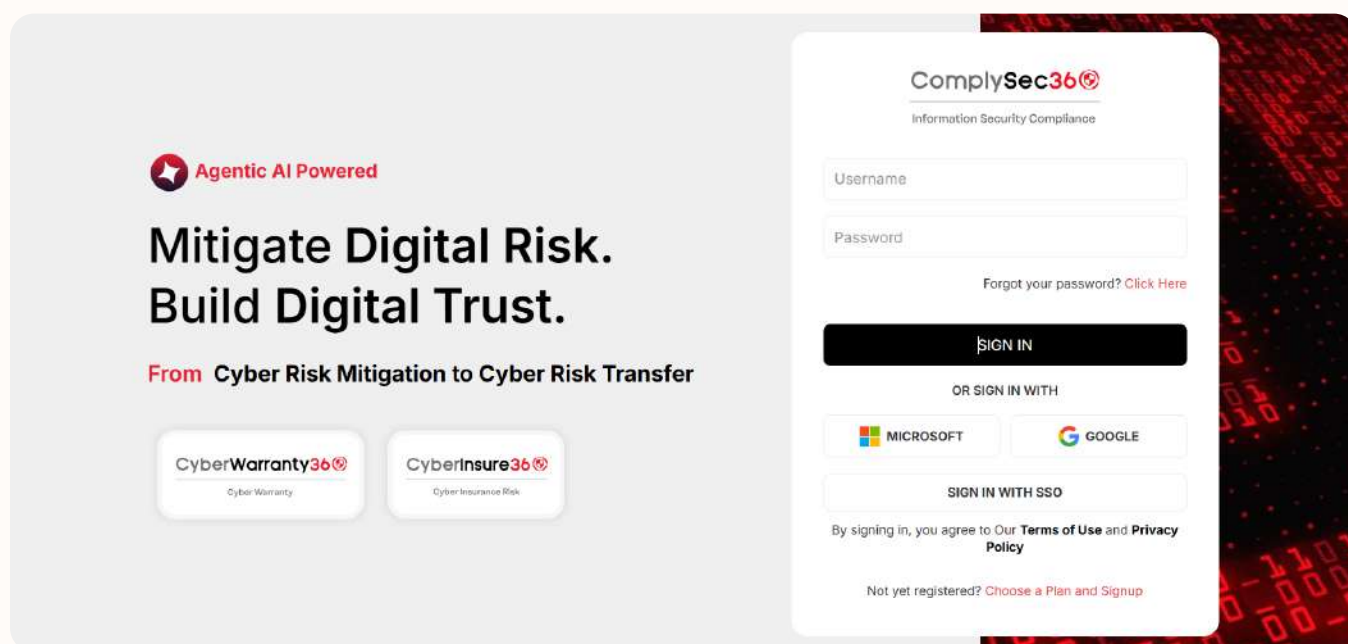 Agentic AI Powered
Mitigate Digital Risk.
Build Digital Trust.
From Cyber Risk Mitigation to Cyber Risk Transfer
CyberWarranty360
Cyber Warranty
CyberInsure360
Cyber Insurance Risk
ComplySec360
Information Security Compliance
Username
Password
Forgot your password? Click Here
SIGN IN
OR SIGN IN WITH
MICROSOFT
GOOGLE
SIGN IN WITH SSO
By signing in, you agree to Our Terms of Use and Privacy
Policy
Not yet registered? Choose a Plan and Signup